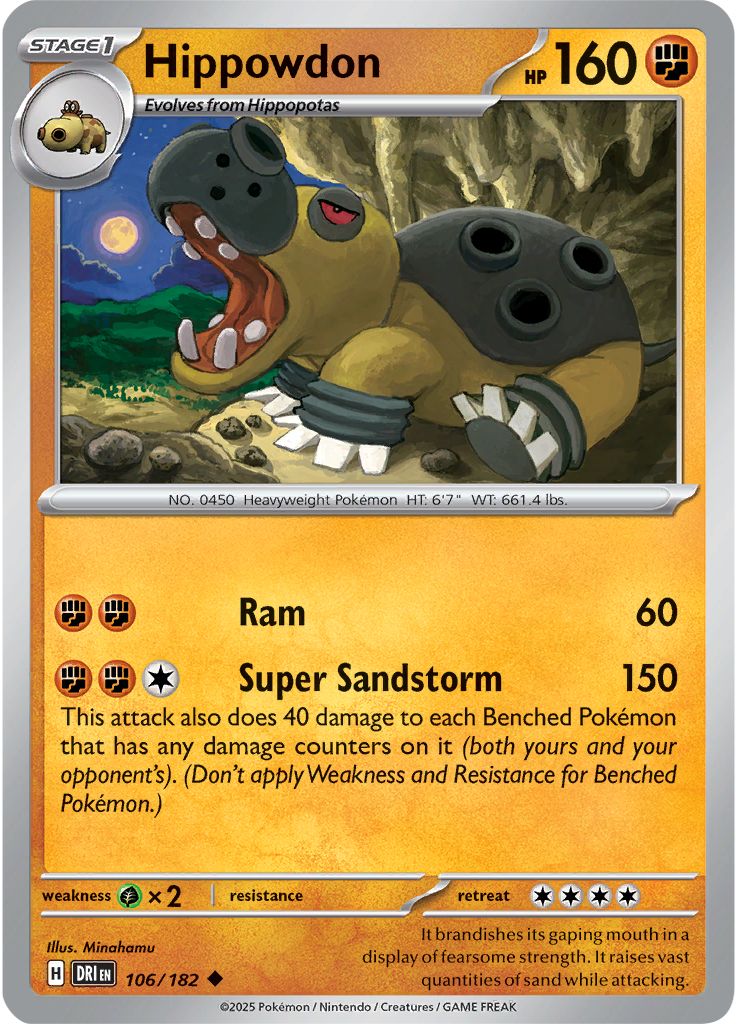 STAGE 1
Hippowdon
HP 160
Evolves from Hippopotas
NO. 0450 Heavyweight Pokémon HT: 6'7" WT: 661.4 lbs.
Ram 60
Super Sandstorm 150
This attack also does 40 damage to each Benched Pokémon
that has any damage counters on it (both yours and your
opponent's). (Don't apply Weakness and Resistance for Benched
Pokémon.)
weakness ×2 resistance retreat
Illus. Minahamu
H DRI EN 106/182
It brandishes its gaping mouth in a
display of fearsome strength. It raises vast
quantities of sand while attacking.
©2025 Pokémon / Nintendo / Creatures / GAME FREAK